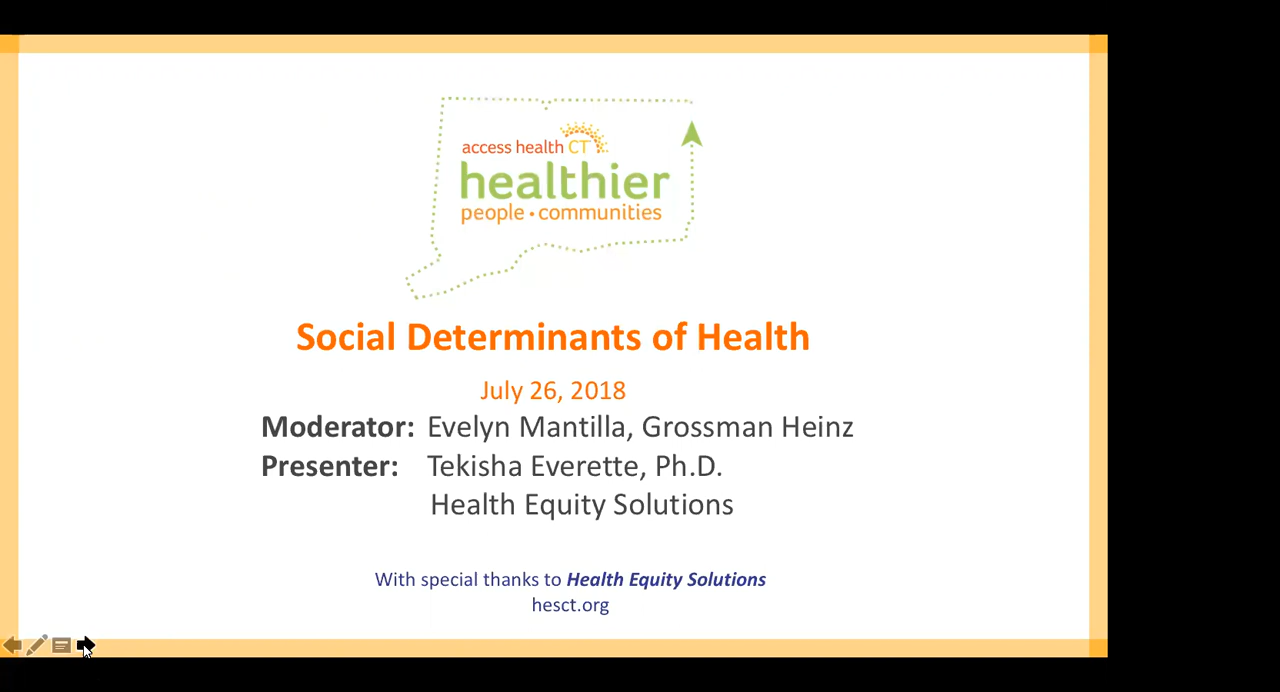 access health CT
healthier
people • communities
Social Determinants of Health
July 26, 2018
Moderator: Evelyn Mantilla, Grossman Heinz
Presenter: Tekisha Everette, Ph.D.
Health Equity Solutions
With special thanks to Health Equity Solutions
hesct.org